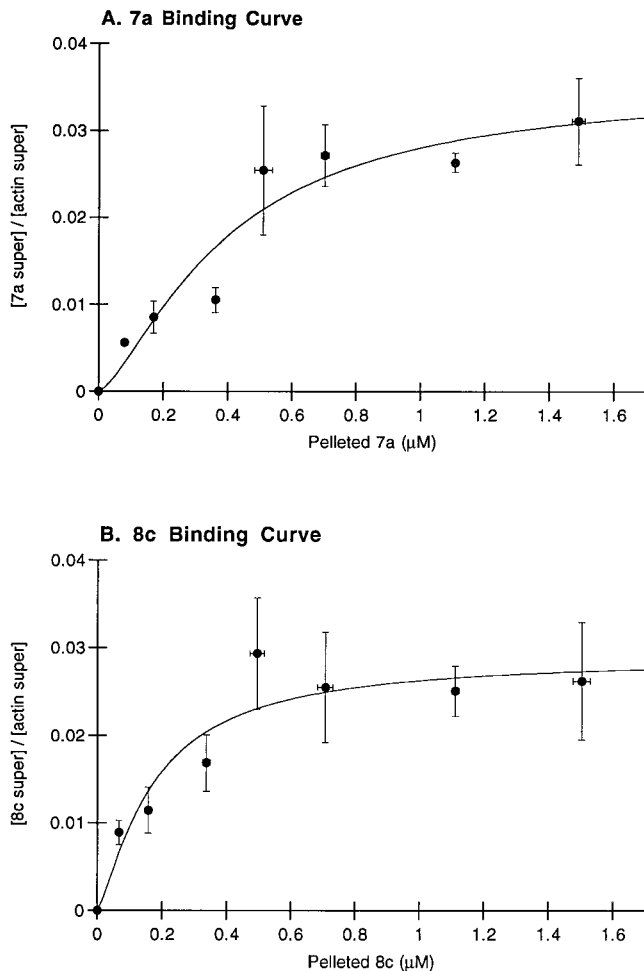 A. 7a Binding Curve
0.04
0.03
0.02
0.01
0
[7a super] / [actin super]
0 0.2 0.4 0.6 0.8 1 1.2 1.4 1.6
Pelleted 7a (μM)
B. 8c Binding Curve
0.04
0.03
0.02
0.01
0
[8c super] / [actin super]
0 0.2 0.4 0.6 0.8 1 1.2 1.4 1.6
Pelleted 8c (μM)